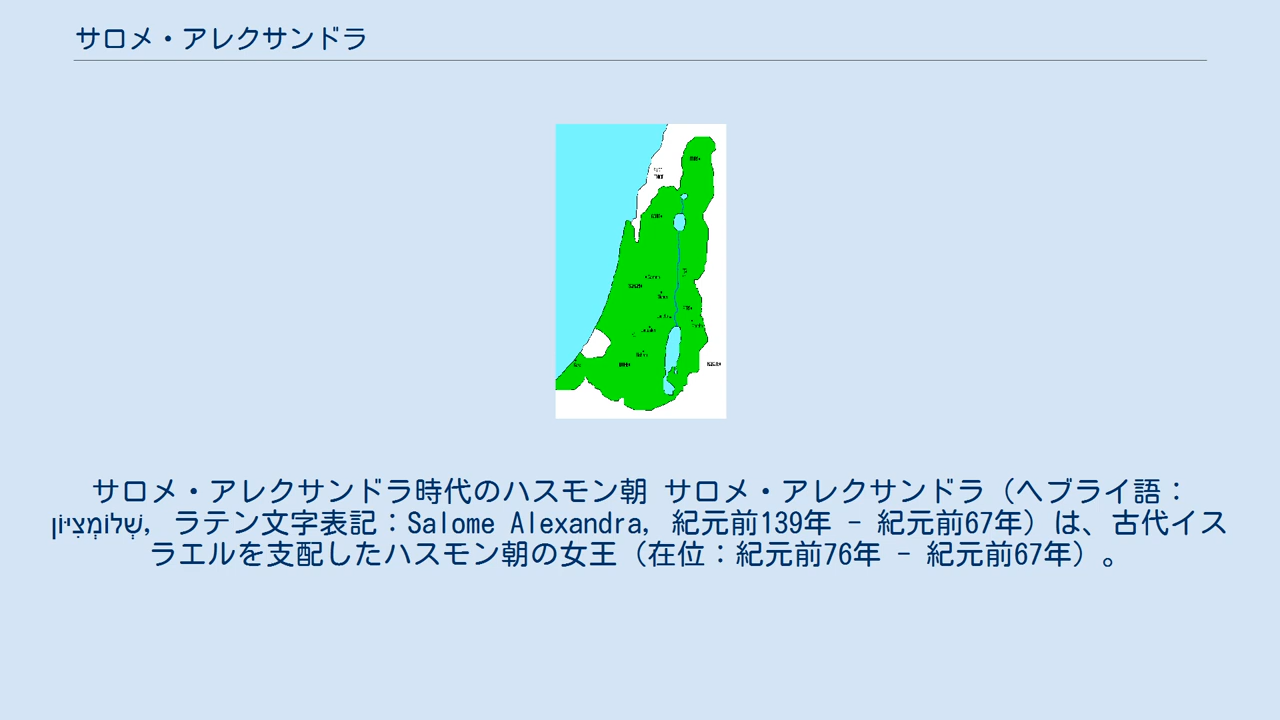 サロメ・アレクサンドラ
サロメ・アレクサンドラ時代のハスモン朝 サロメ・アレクサンドラ（ヘブライ語：
שְׁלוֹמְצִיּוֹן, ラテン文字表記：Salome Alexandra, 紀元前139年 - 紀元前67年）は、古代イス
ラエルを支配したハスモン朝の女王（在位：紀元前76年 - 紀元前67年）。